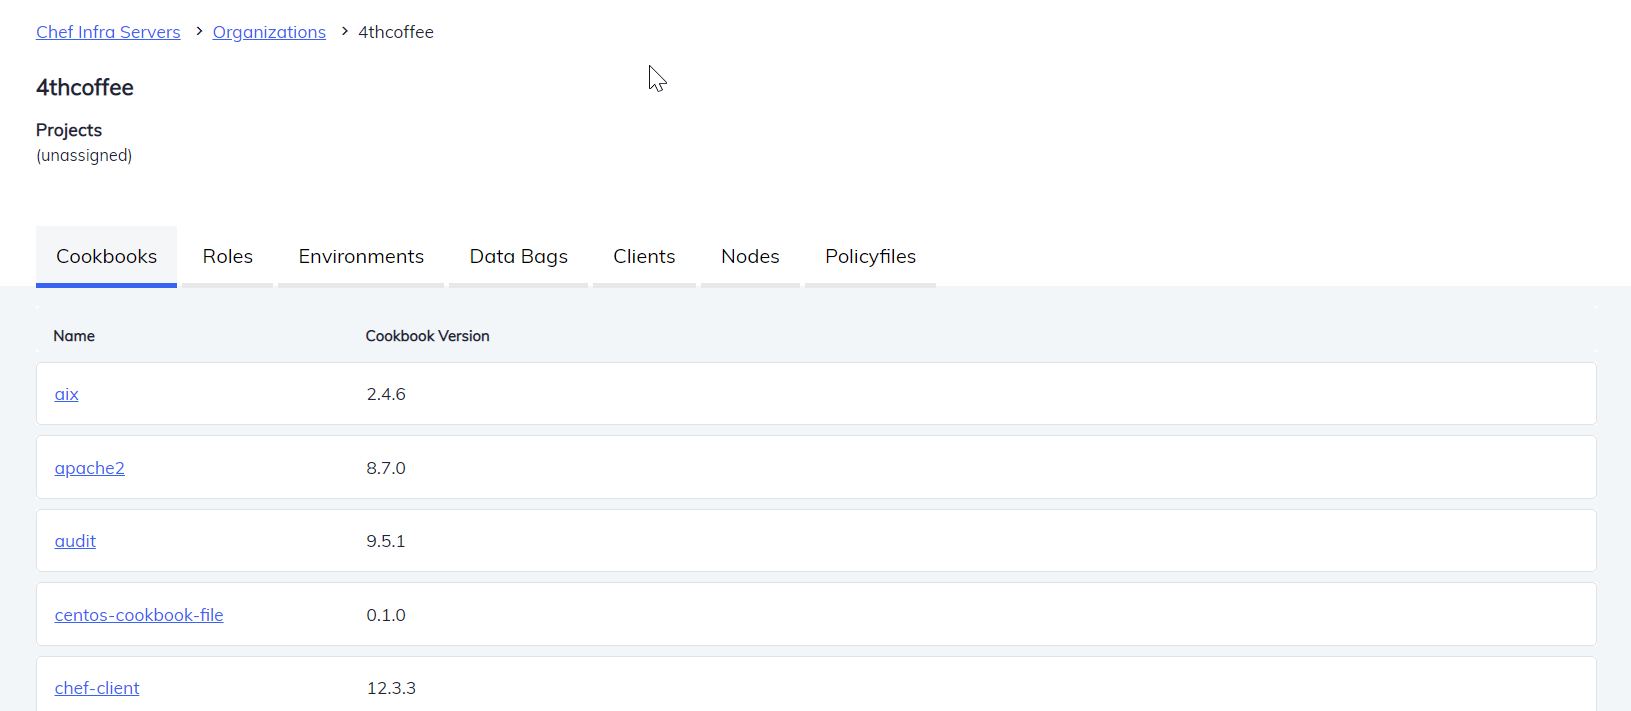 Chef Infra Servers > Organizations > 4thcoffee
4thcoffee
Projects
(unassigned)
Cookbooks Roles Environments Data Bags Clients Nodes Policyfiles
Name Cookbook Version
aix 2.4.6
apache2 8.7.0
audit 9.5.1
centos-cookbook-file 0.1.0
chef-client 12.3.3